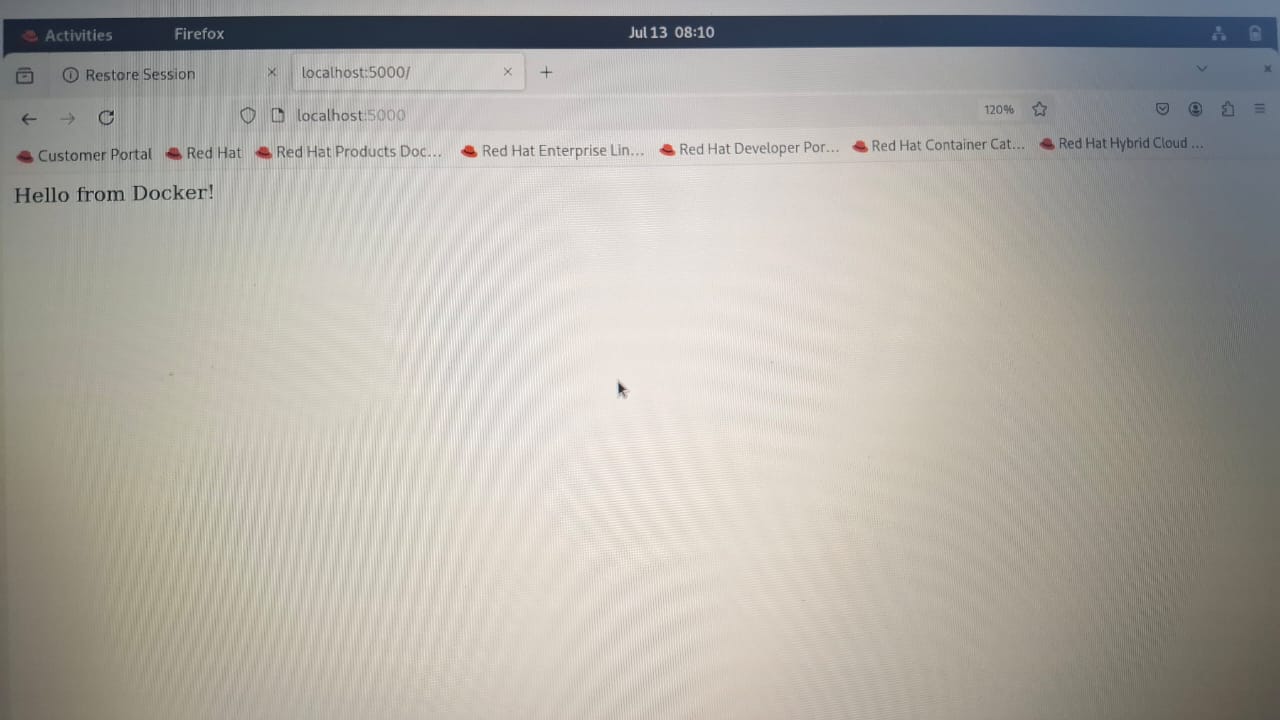 Activities Firefox Jul 13 08:10
Restore Session localhost:5000/
localhost:5000 120%
Customer Portal Red Hat Red Hat Products Doc... Red Hat Enterprise Lin... Red Hat Developer Por... Red Hat Container Cat... Red Hat Hybrid Cloud ...
Hello from Docker!